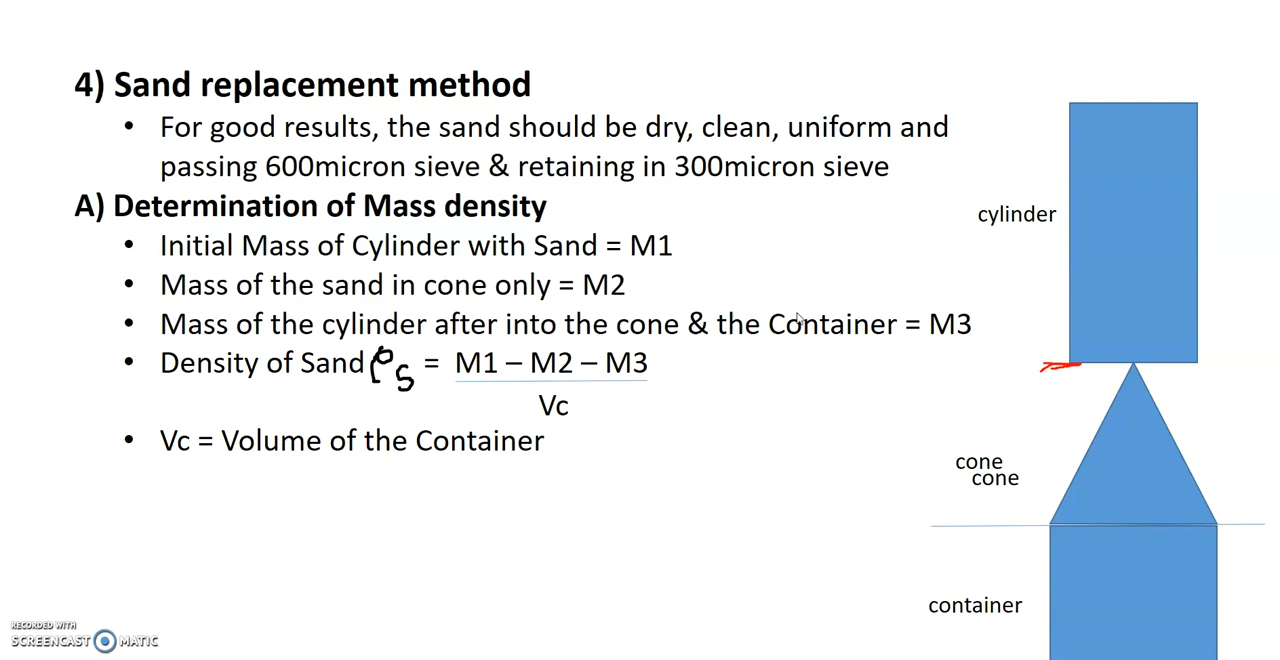 4) Sand replacement method
• For good results, the sand should be dry, clean, uniform and
passing 600micron sieve & retaining in 300micron sieve
A) Determination of Mass density
• Initial Mass of Cylinder with Sand = M1
• Mass of the sand in cone only = M2
• Mass of the cylinder after into the cone & the Container = M3
• Density of Sand ρs = M1 – M2 – M3
Vc
• Vc = Volume of the Container
cylinder
cone
cone
container
RECORDED WITH
SCREENCAST MATIC